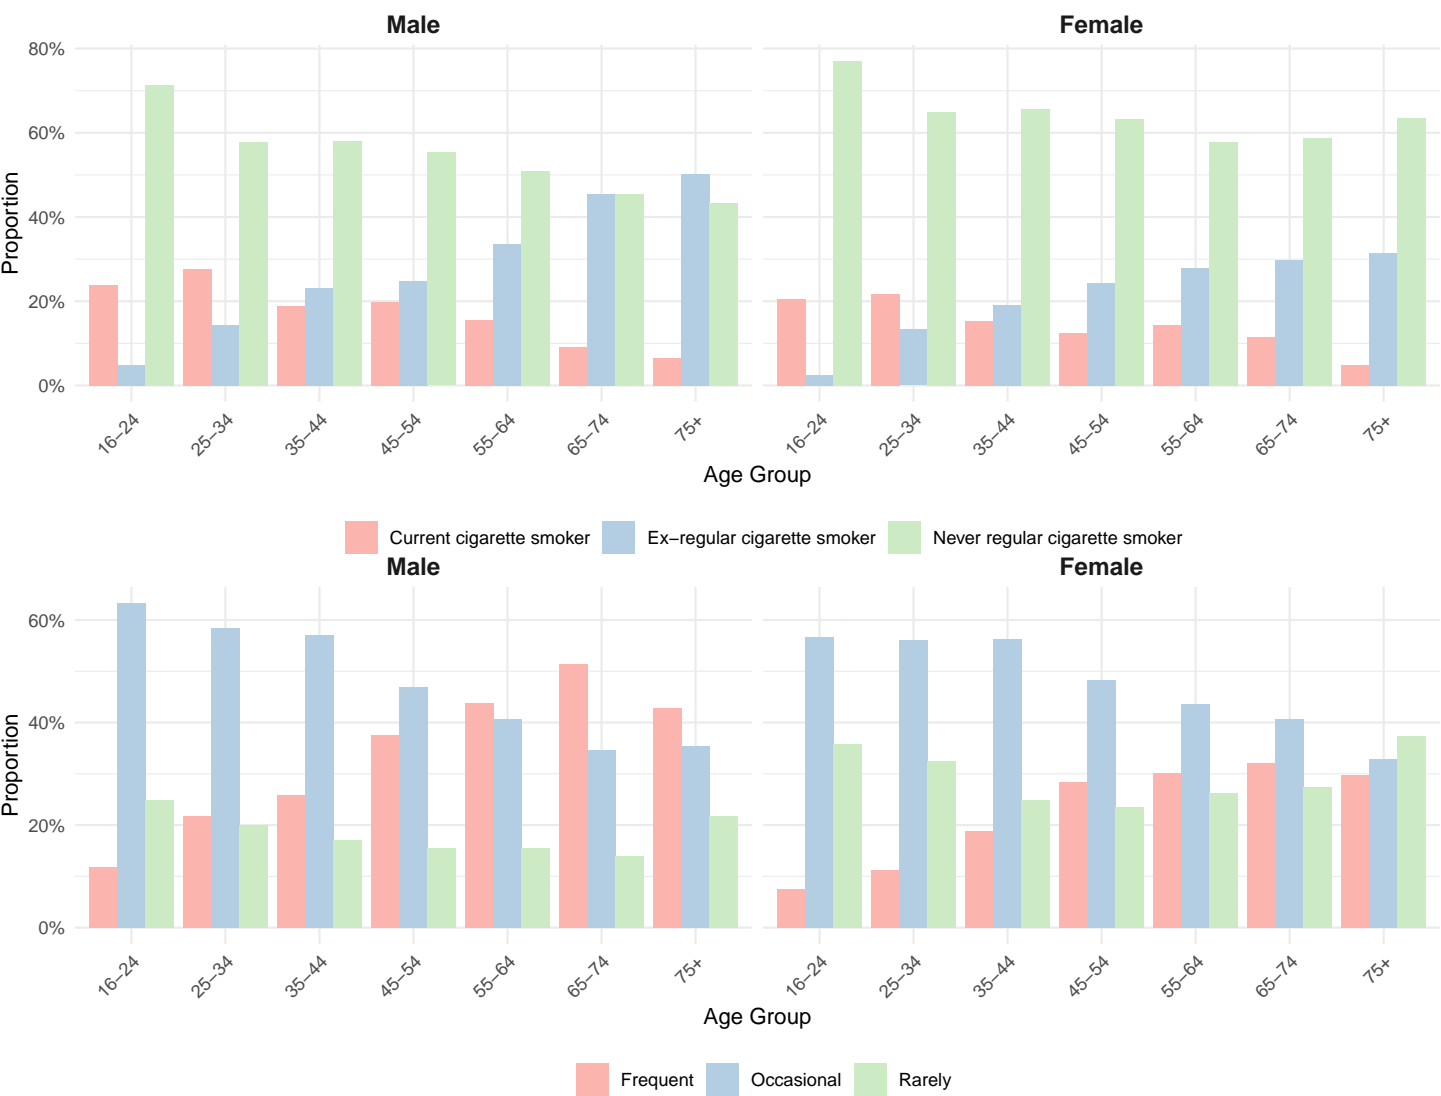 Male Female
80%
60%
40%
20%
0%
Proportion
16−24 25−34 35−44 45−54 55−64 65−74 75+ 16−24 25−34 35−44 45−54 55−64 65−74 75+
Age Group
Current cigarette smoker Ex−regular cigarette smoker Never regular cigarette smoker
Male Female
60%
40%
20%
0%
Proportion
16−24 25−34 35−44 45−54 55−64 65−74 75+ 16−24 25−34 35−44 45−54 55−64 65−74 75+
Age Group
Frequent Occasional Rarely